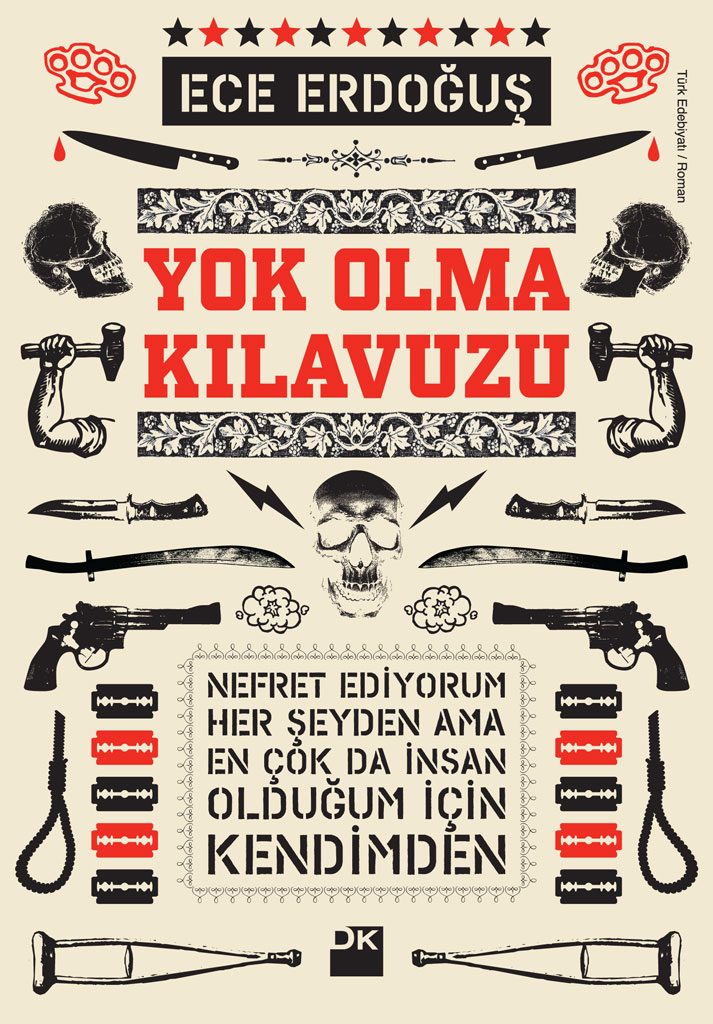 ECE ERDOĞUŞ
Türk Edebiyatı / Roman
YOK OLMA
KILAVUZU
NEFRET EDİYORUM
HER ŞEYDEN AMA
EN ÇOK DA İNSAN
OLDUĞUM İÇİN
KENDİMDEN
DK